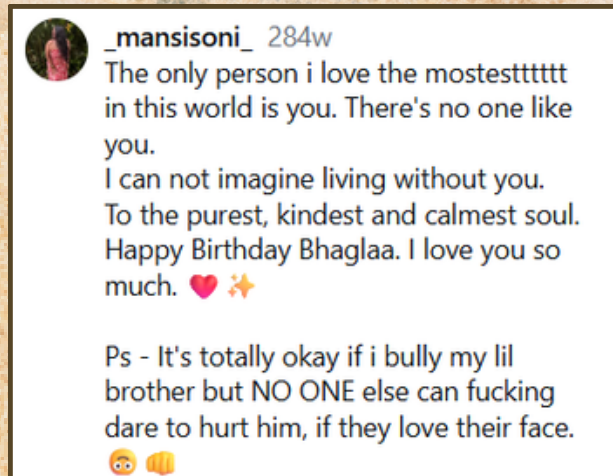 _mansisoni_ 284w
The only person i love the mostestttttt
in this world is you. There's no one like
you.
I can not imagine living without you.
To the purest, kindest and calmest soul.
Happy Birthday Bhaglaa. I love you so
much. ❤️ ✨
Ps - It's totally okay if i bully my lil
brother but NO ONE else can fucking
dare to hurt him, if they love their face.
🙃 👊